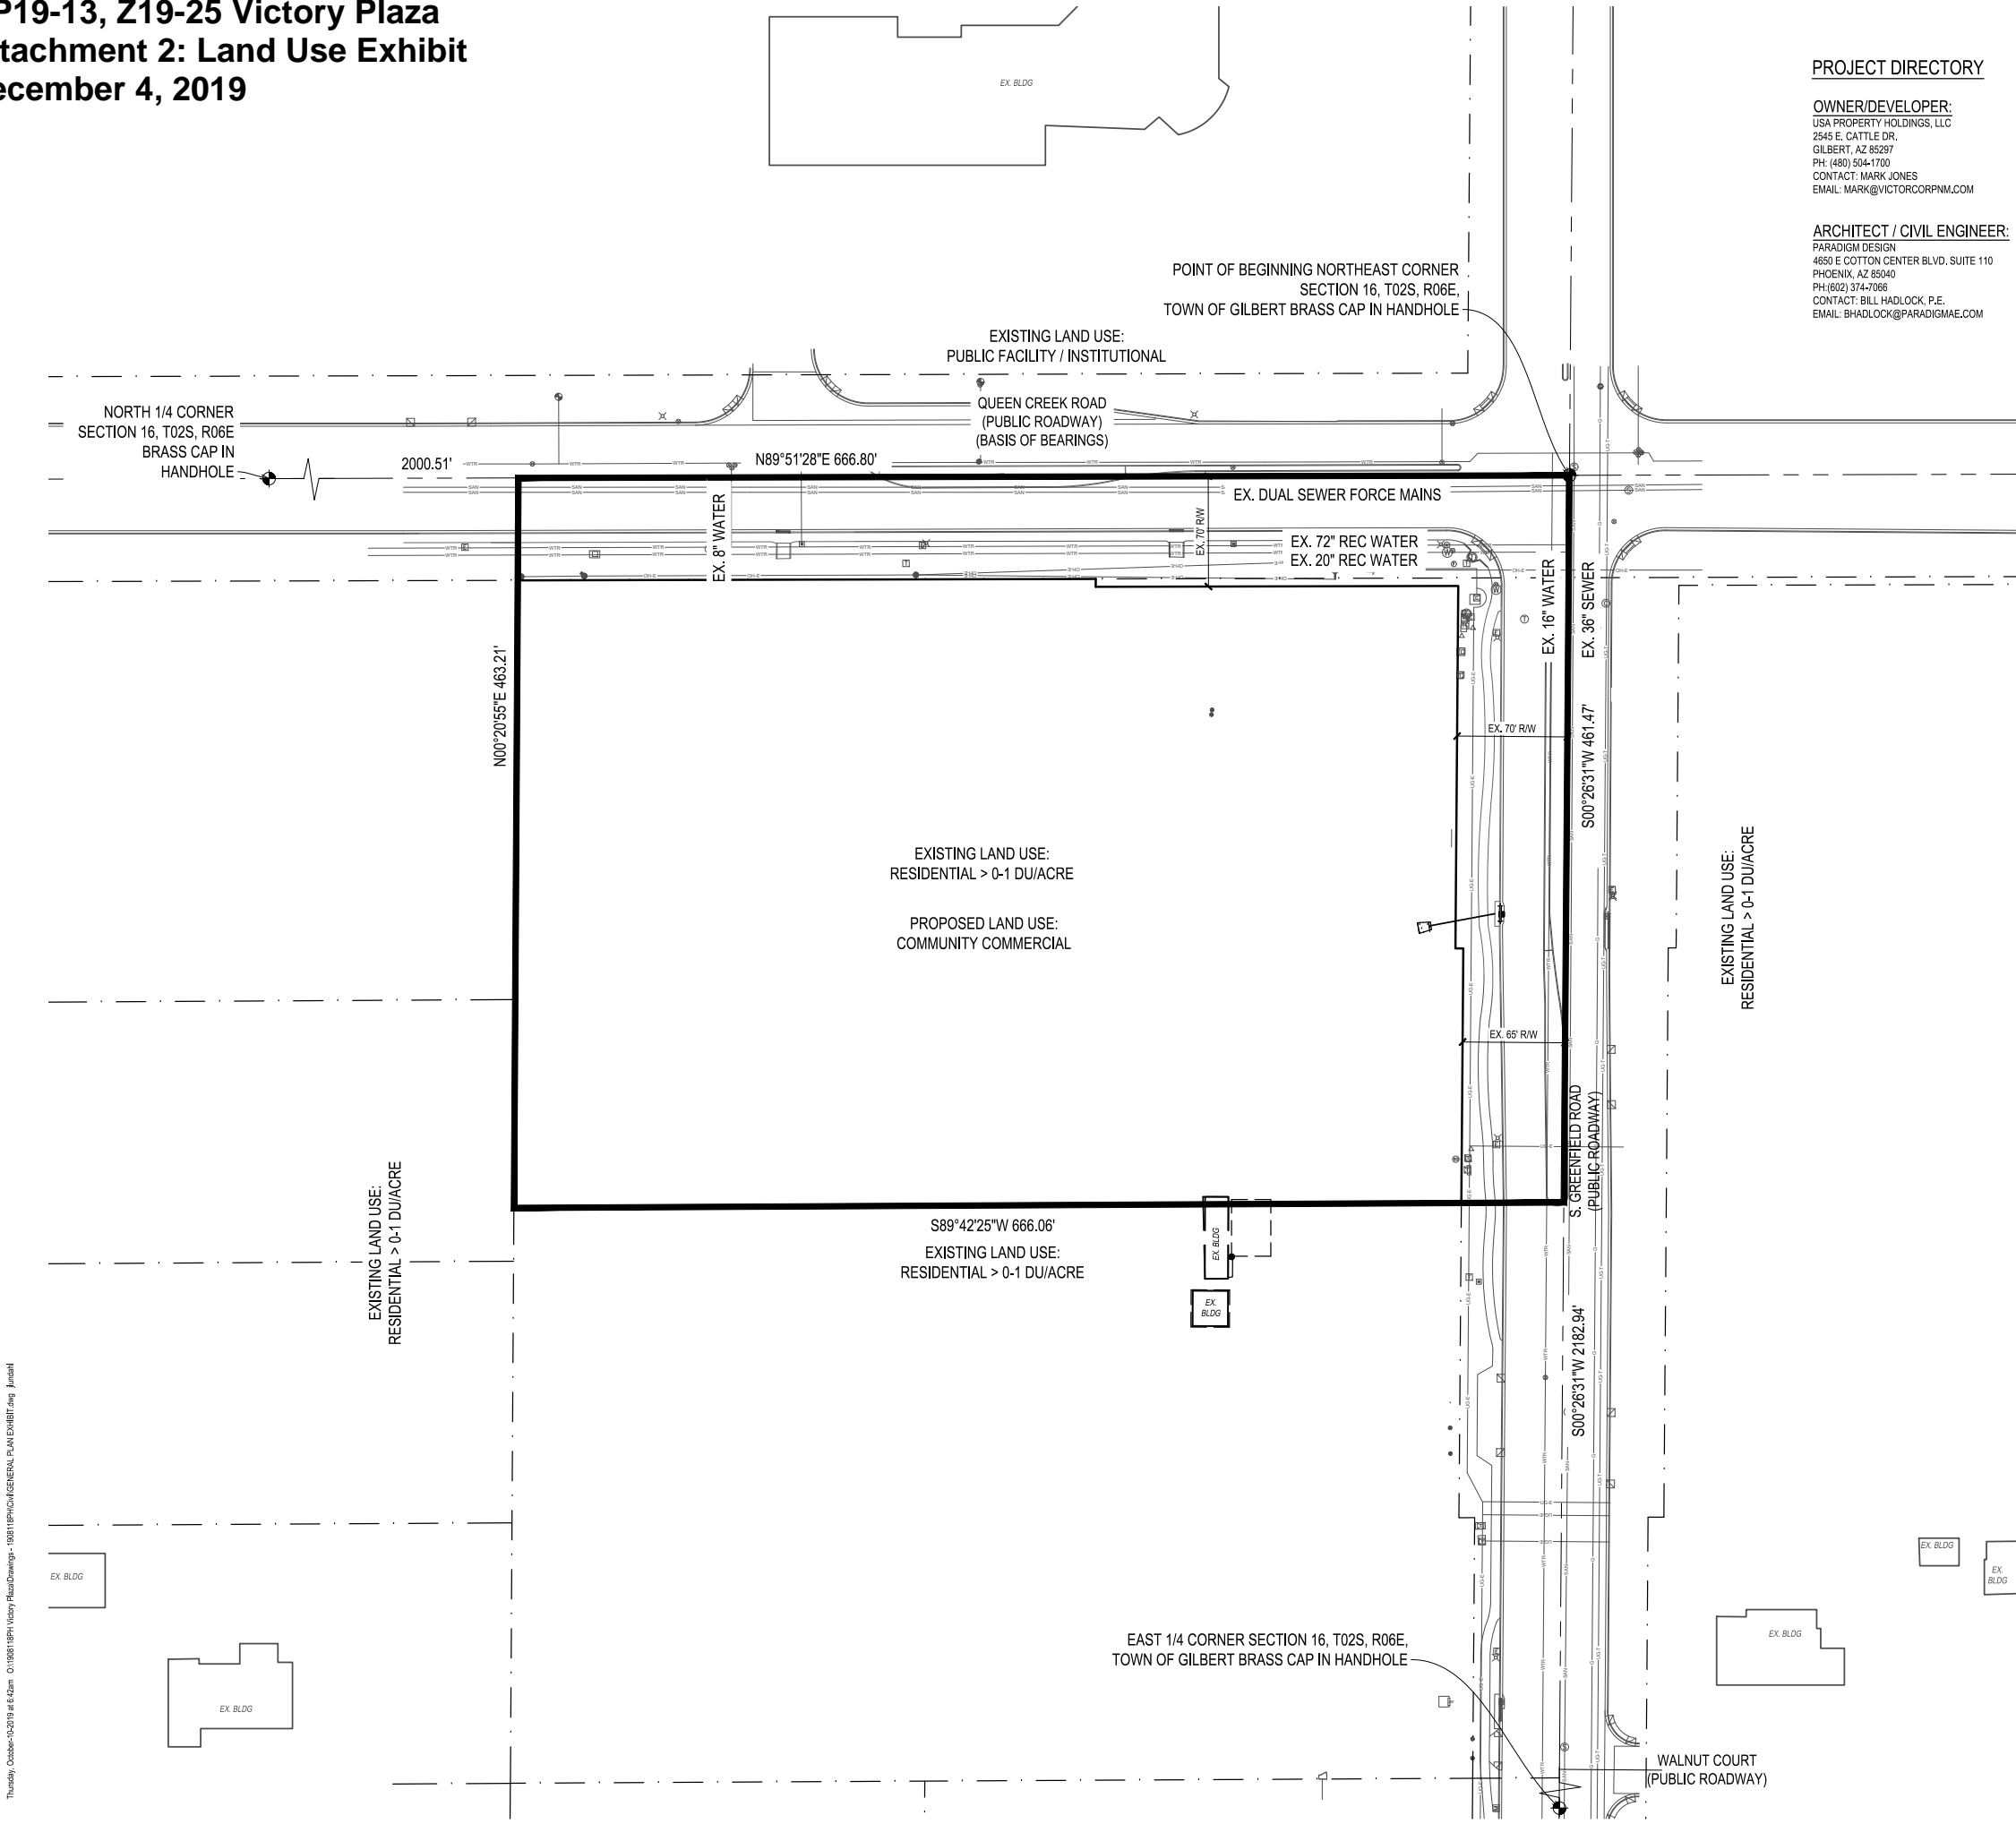 P19-13, Z19-25 Victory Plaza
tachment 2: Land Use Exhibit
ecember 4, 2019
EX. BLDG
PROJECT DIRECTORY
OWNER/DEVELOPER:
USA PROPERTY HOLDINGS, LLC
2545 E. CATTLE DR.
GILBERT, AZ 85297
PH: (480) 504-1700
CONTACT: MARK JONES
EMAIL: MARK@VICTORCORPNM.COM
ARCHITECT / CIVIL ENGINEER:
PARADIGM DESIGN
4650 E COTTON CENTER BLVD, SUITE 110
PHOENIX, AZ 85040
PH:(602) 374-7066
CONTACT: BILL HADLOCK, P.E.
EMAIL: BHADLOCK@PARADIGMAE.COM
POINT OF BEGINNING NORTHEAST CORNER
SECTION 16, T02S, R06E,
TOWN OF GILBERT BRASS CAP IN HANDHOLE
EXISTING LAND USE:
PUBLIC FACILITY / INSTITUTIONAL
NORTH 1/4 CORNER
SECTION 16, T02S, R06E
BRASS CAP IN
HANDHOLE
QUEEN CREEK ROAD
(PUBLIC ROADWAY)
(BASIS OF BEARINGS)
2000.51'
N89°51'28"E 666.80'
EX. DUAL SEWER FORCE MAINS
EX. 8" WATER
EX. 70' R/W
EX. 72" REC WATER
EX. 20" REC WATER
EX. 16" WATER
EX. 36" SEWER
N00°20'55"E 463.21'
EX. 70' R/W
S00°26'31"W 461.47'
EXISTING LAND USE:
RESIDENTIAL > 0-1 DU/ACRE
PROPOSED LAND USE:
COMMUNITY COMMERCIAL
EXISTING LAND USE:
RESIDENTIAL > 0-1 DU/ACRE
EX. 65' R/W
S. GREENFIELD ROAD
(PUBLIC ROADWAY)
EXISTING LAND USE:
RESIDENTIAL > 0-1 DU/ACRE
S89°42'25"W 666.06'
EXISTING LAND USE:
RESIDENTIAL > 0-1 DU/ACRE
EX. BLDG
EX.
BLDG
S00°26'31"W 2182.94'
EX. BLDG
EX. BLDG
EX. BLDG
EX.
BLDG
EX. BLDG
EAST 1/4 CORNER SECTION 16, T02S, R06E,
TOWN OF GILBERT BRASS CAP IN HANDHOLE
WALNUT COURT
(PUBLIC ROADWAY)